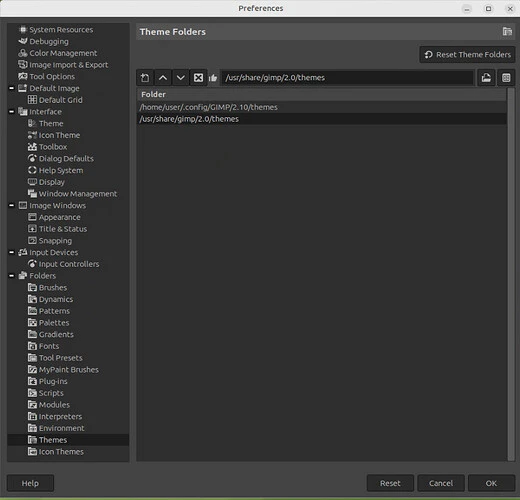 Preferences
System Resources
Debugging
Color Management
Image Import & Export
Tool Options
Default Image
Default Grid
Interface
Theme
Icon Theme
Toolbox
Dialog Defaults
Help System
Display
Window Management
Image Windows
Appearance
Title & Status
Snapping
Input Devices
Input Controllers
Folders
Brushes
Dynamics
Patterns
Palettes
Gradients
Fonts
Tool Presets
MyPaint Brushes
Plug-ins
Scripts
Modules
Interpreters
Environment
Themes
Icon Themes
Theme Folders
Reset Theme Folders
/usr/share/gimp/2.0/themes
Folder
/home/user/.config/GIMP/2.10/themes
/usr/share/gimp/2.0/themes
Help
Reset
Cancel
OK